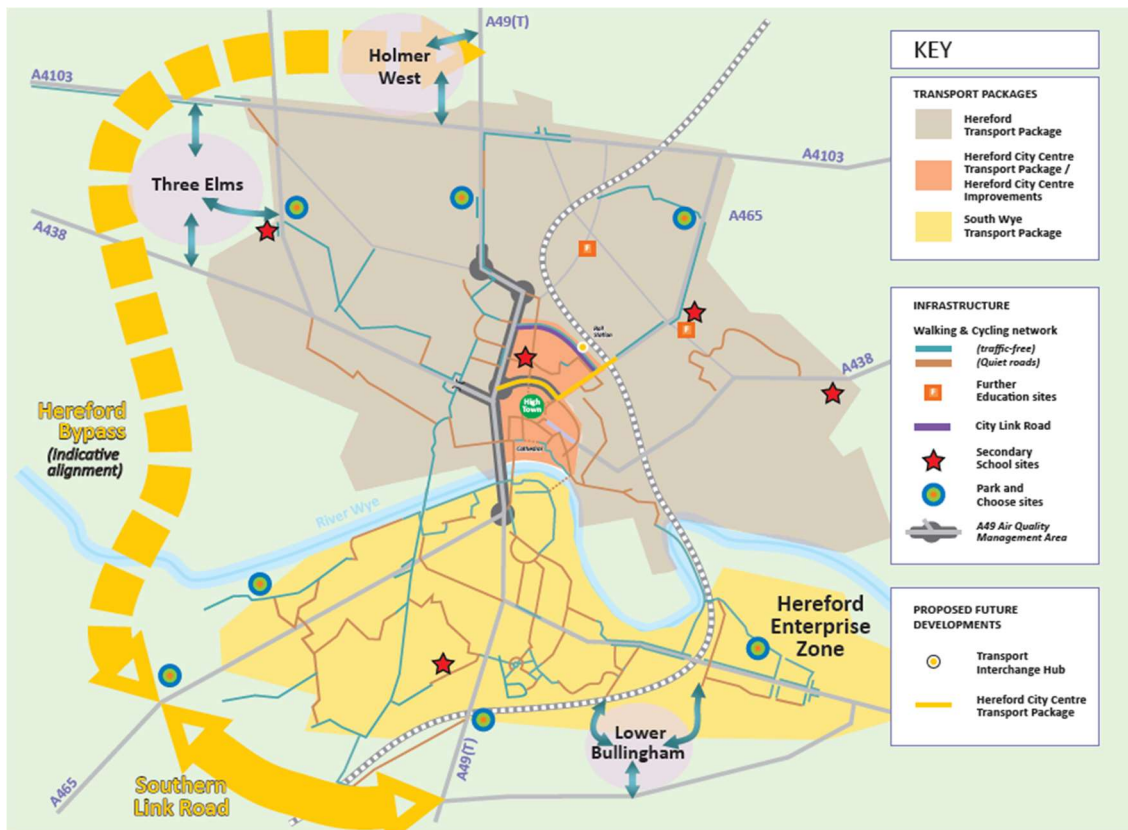 A49(T)
Holmer
West
A4103
Three Elms
A438
A4103
A465
A438
Rail
Station
High
Town
Cathedral
Hereford
Bypass
(Indicative
alignment)
River Wye
Hereford
Enterprise
Zone
Lower
Bullingham
A49(T)
A465
Southern
Link Road
KEY
TRANSPORT PACKAGES
Hereford
Transport Package
Hereford City Centre
Transport Package /
Hereford City Centre
Improvements
South Wye
Transport Package
INFRASTRUCTURE
Walking & Cycling network
(traffic-free)
(Quiet roads)
F
Further
Education sites
City Link Road
Secondary
School sites
Park and
Choose sites
A49 Air Quality
Management Area
PROPOSED FUTURE
DEVELOPMENTS
Transport
Interchange Hub
Hereford City Centre
Transport Package